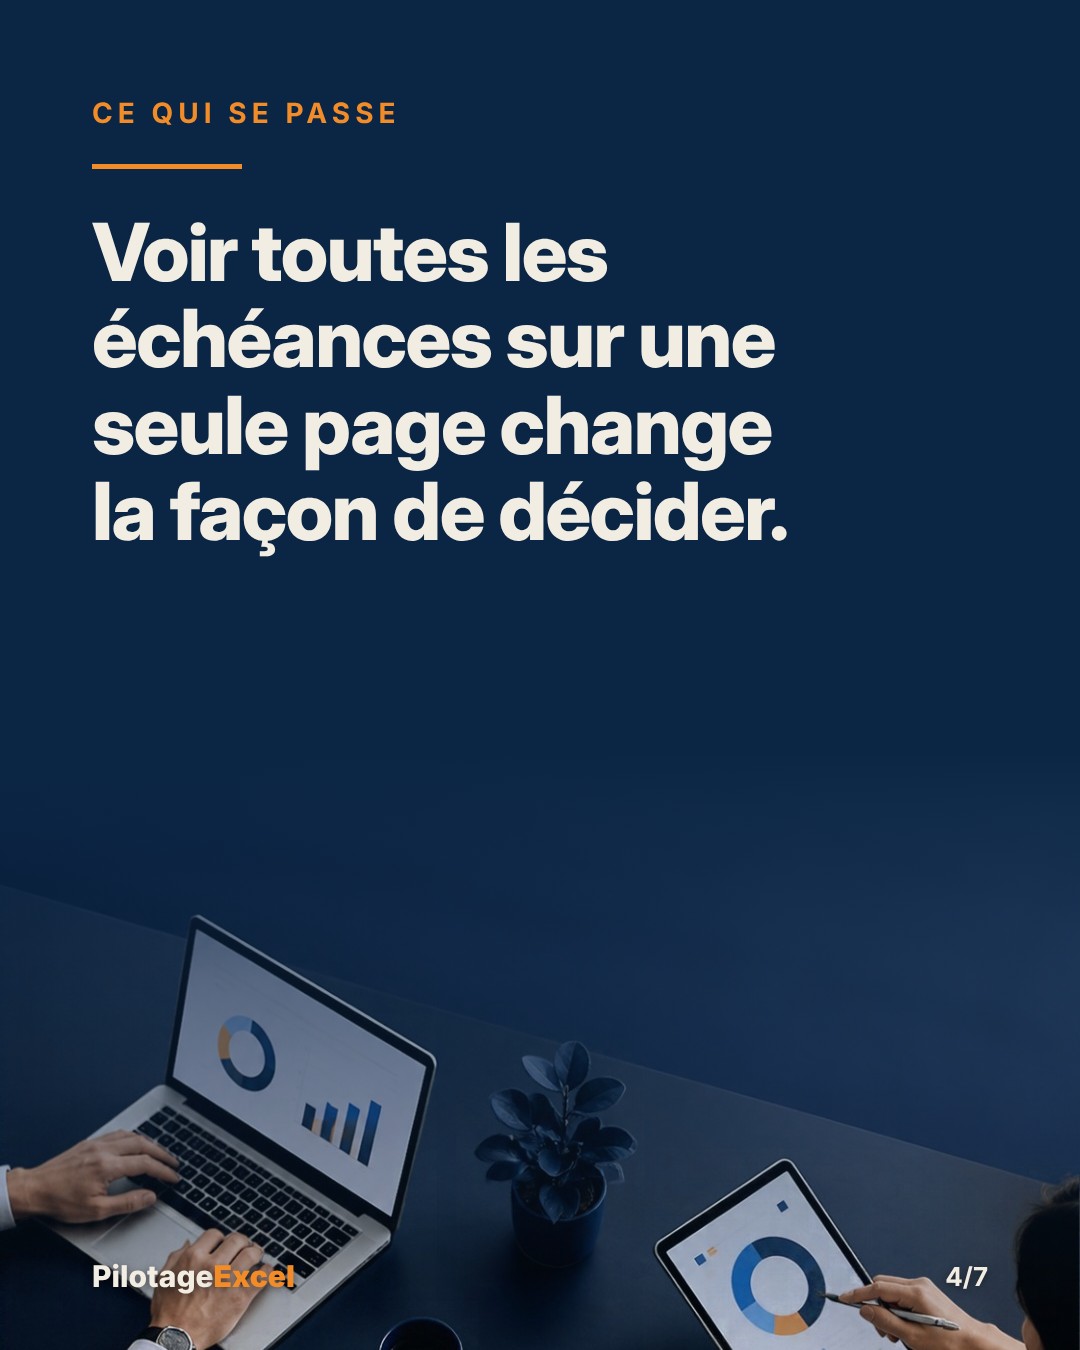 CE QUI SE PASSE
Voir toutes les
échéances sur une
seule page change
la façon de décider.
PilotageExcel
4/7